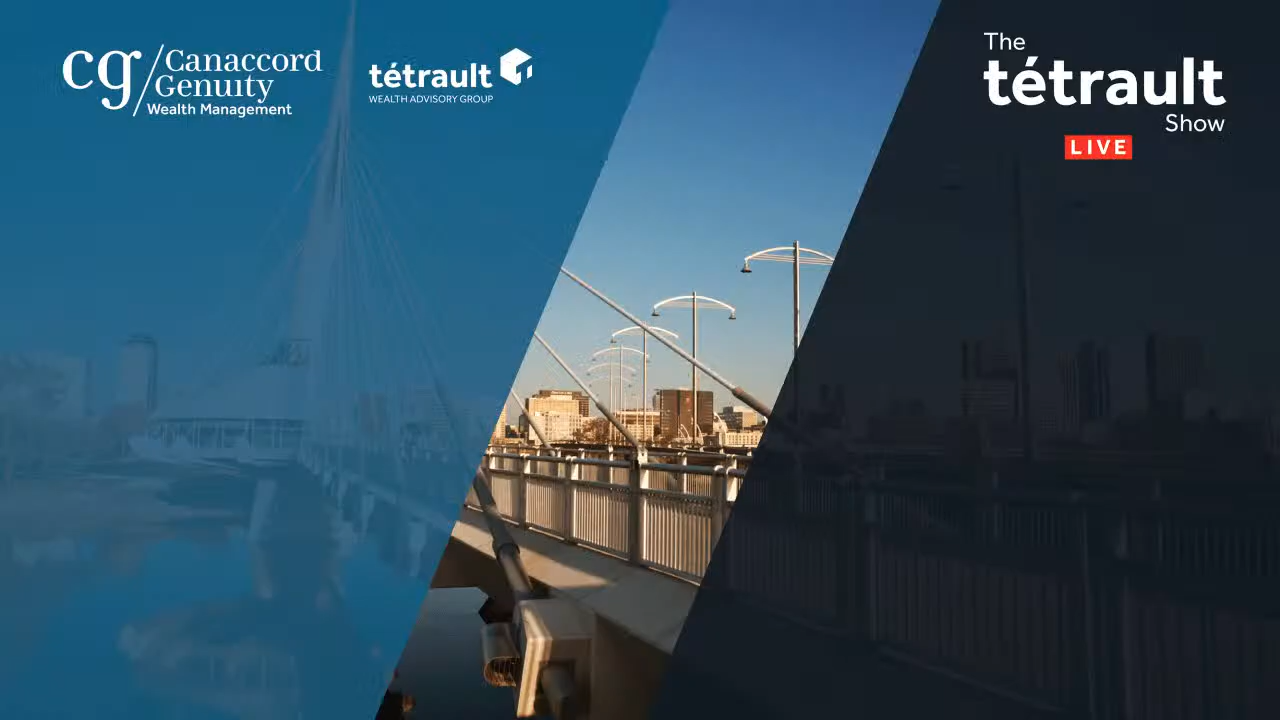 cg/Canaccord
Genuity
Wealth Management
tétrault
WEALTH ADVISORY GROUP
The
tétrault
Show
LIVE